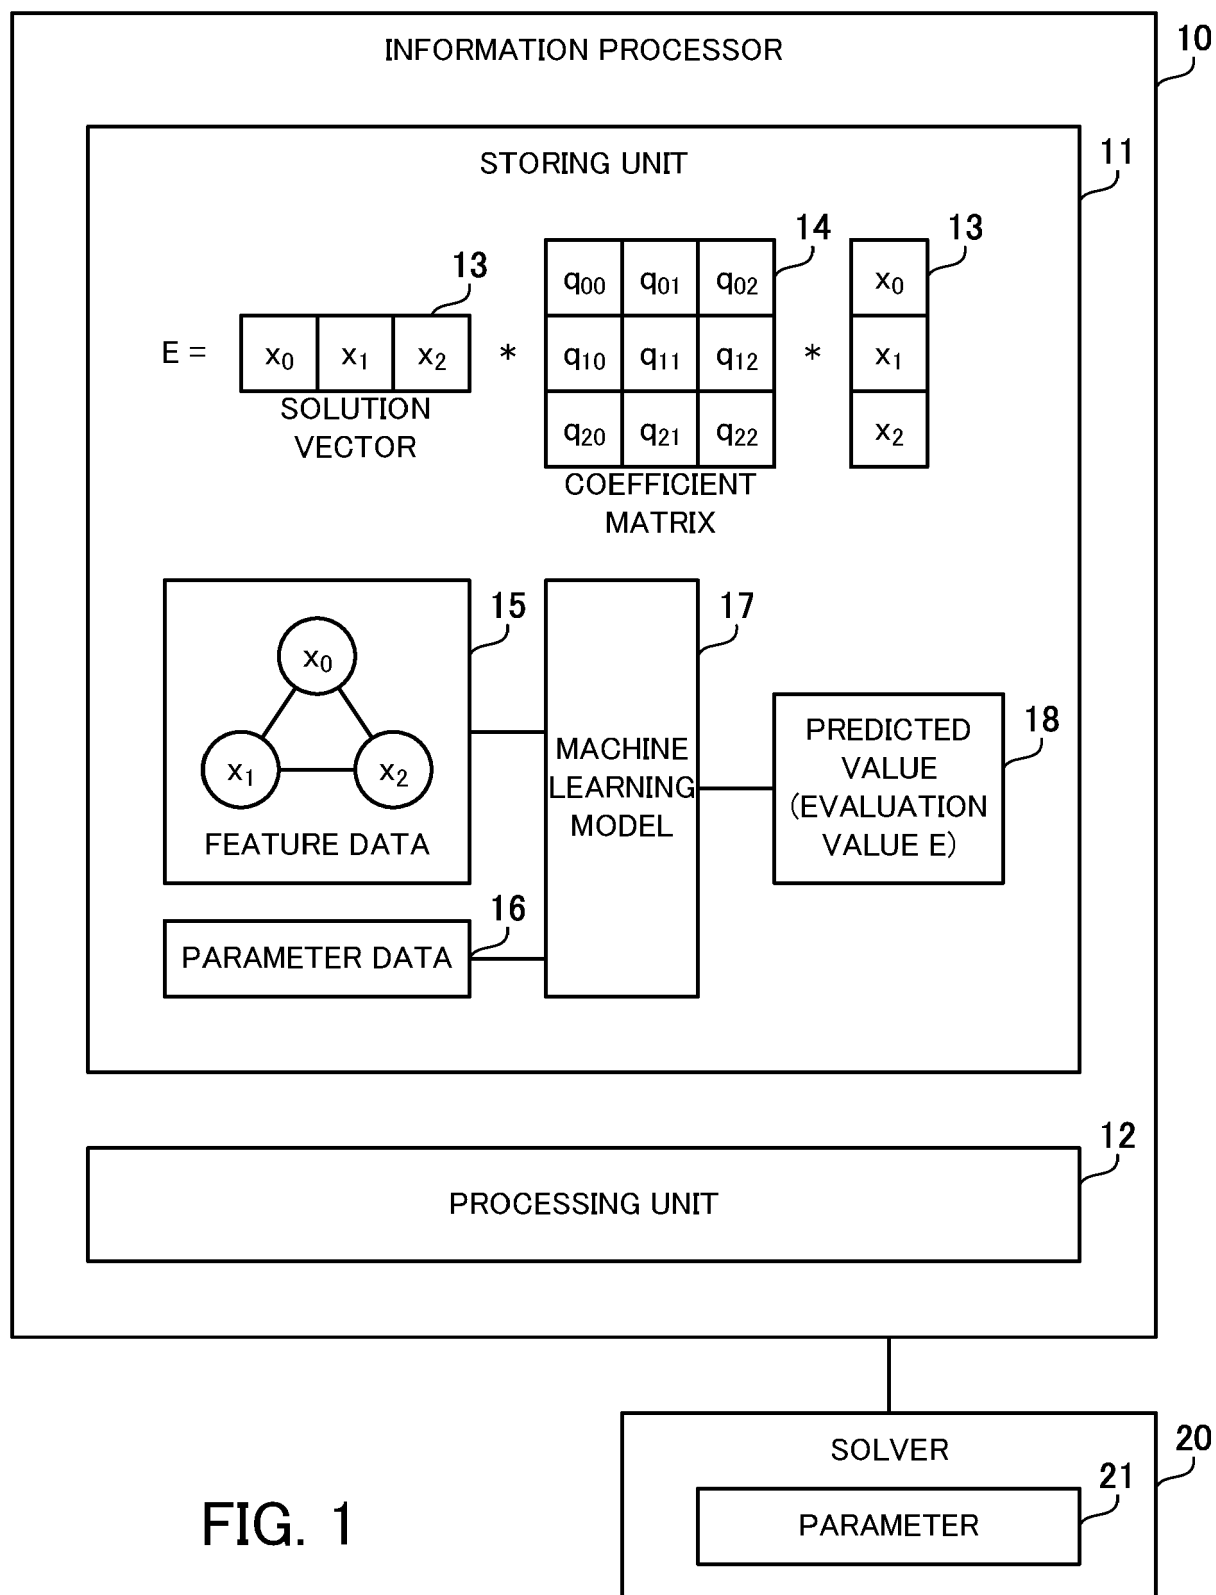 INFORMATION PROCESSOR
10
STORING UNIT
11
E = x0 x1 x2 * q00 q01 q02 * x0
q10 q11 q12 x1
q20 q21 q22 x2
13
14
13
SOLUTION
VECTOR
COEFFICIENT
MATRIX
15
x0
x1
x2
FEATURE DATA
16
PARAMETER DATA
17
MACHINE
LEARNING
MODEL
18
PREDICTED
VALUE
(EVALUATION
VALUE E)
12
PROCESSING UNIT
SOLVER
20
21
PARAMETER
FIG. 1